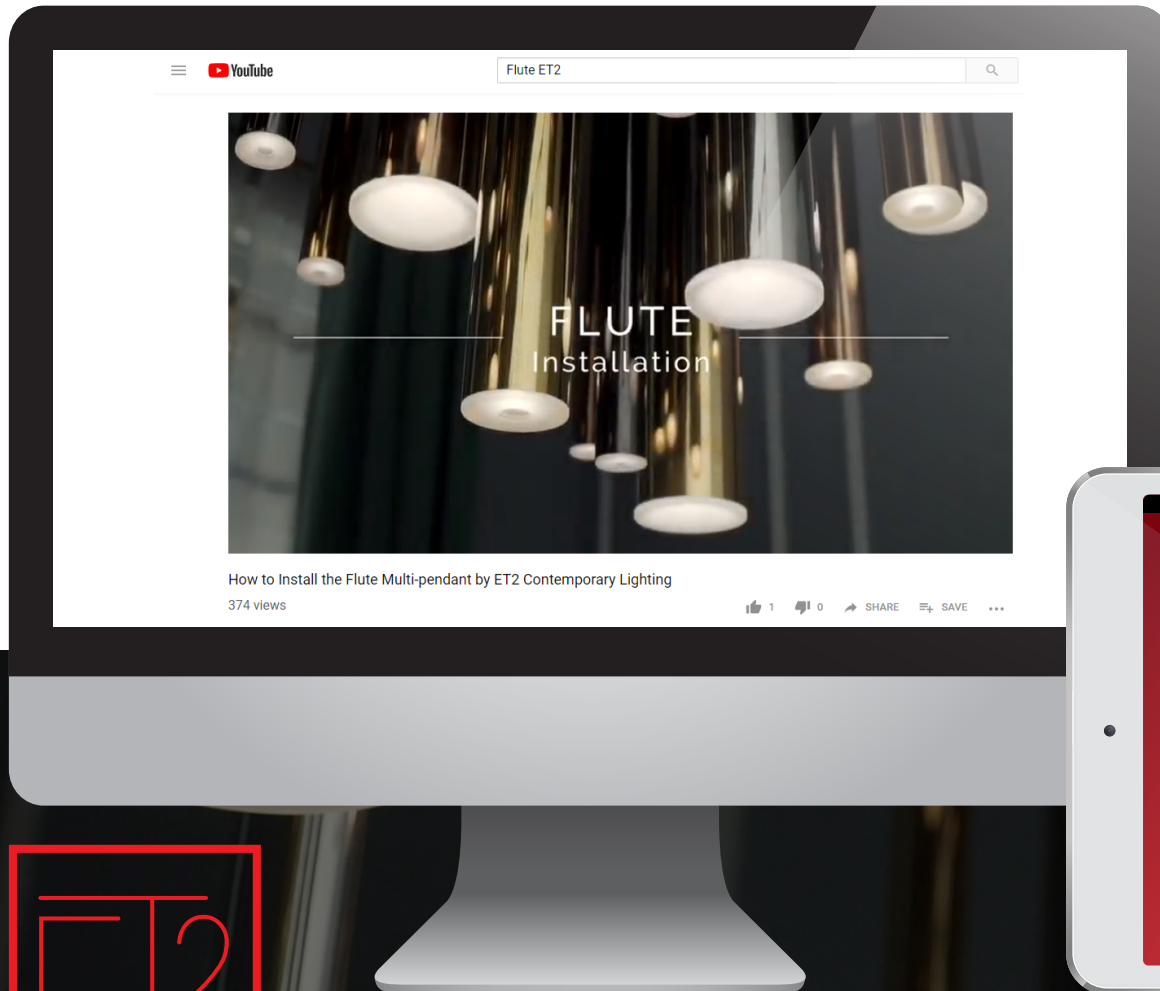 YouTube
Flute ET2
FLUTE
Installation
How to Install the Flute Multi-pendant by ET2 Contemporary Lighting
374 views
1
0
SHARE
SAVE
ET2